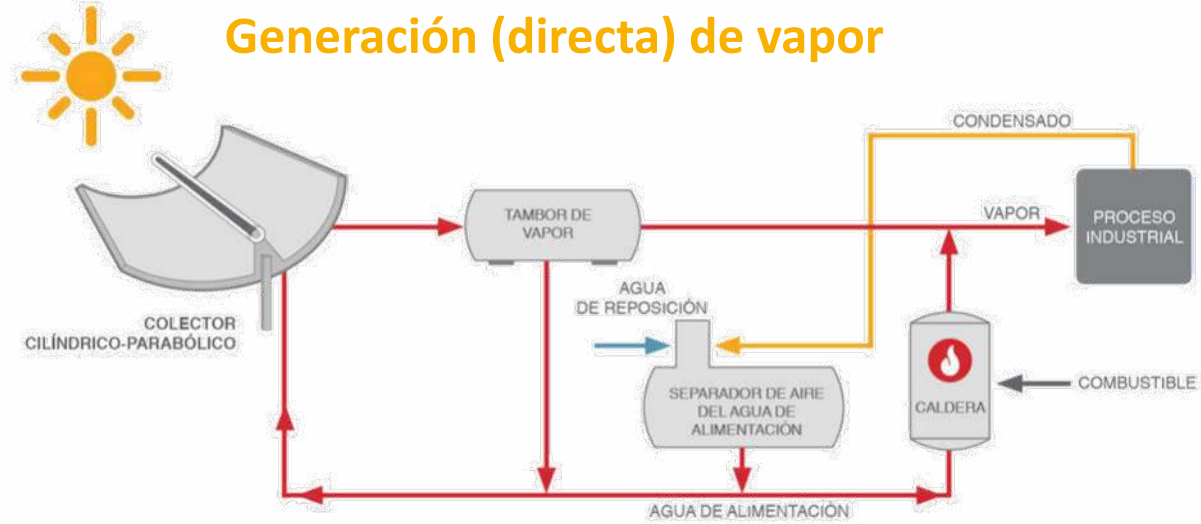 Generación (directa) de vapor
CONDENSADO
TAMBOR DE
VAPOR
VAPOR
PROCESO
INDUSTRIAL
AGUA
DE REPOSICIÓN
COLECTOR
CILÍNDRICO-PARABÓLICO
SEPARADOR DE AIRE
DEL AGUA DE
ALIMENTACIÓN
CALDERA
COMBUSTIBLE
AGUA DE ALIMENTACIÓN